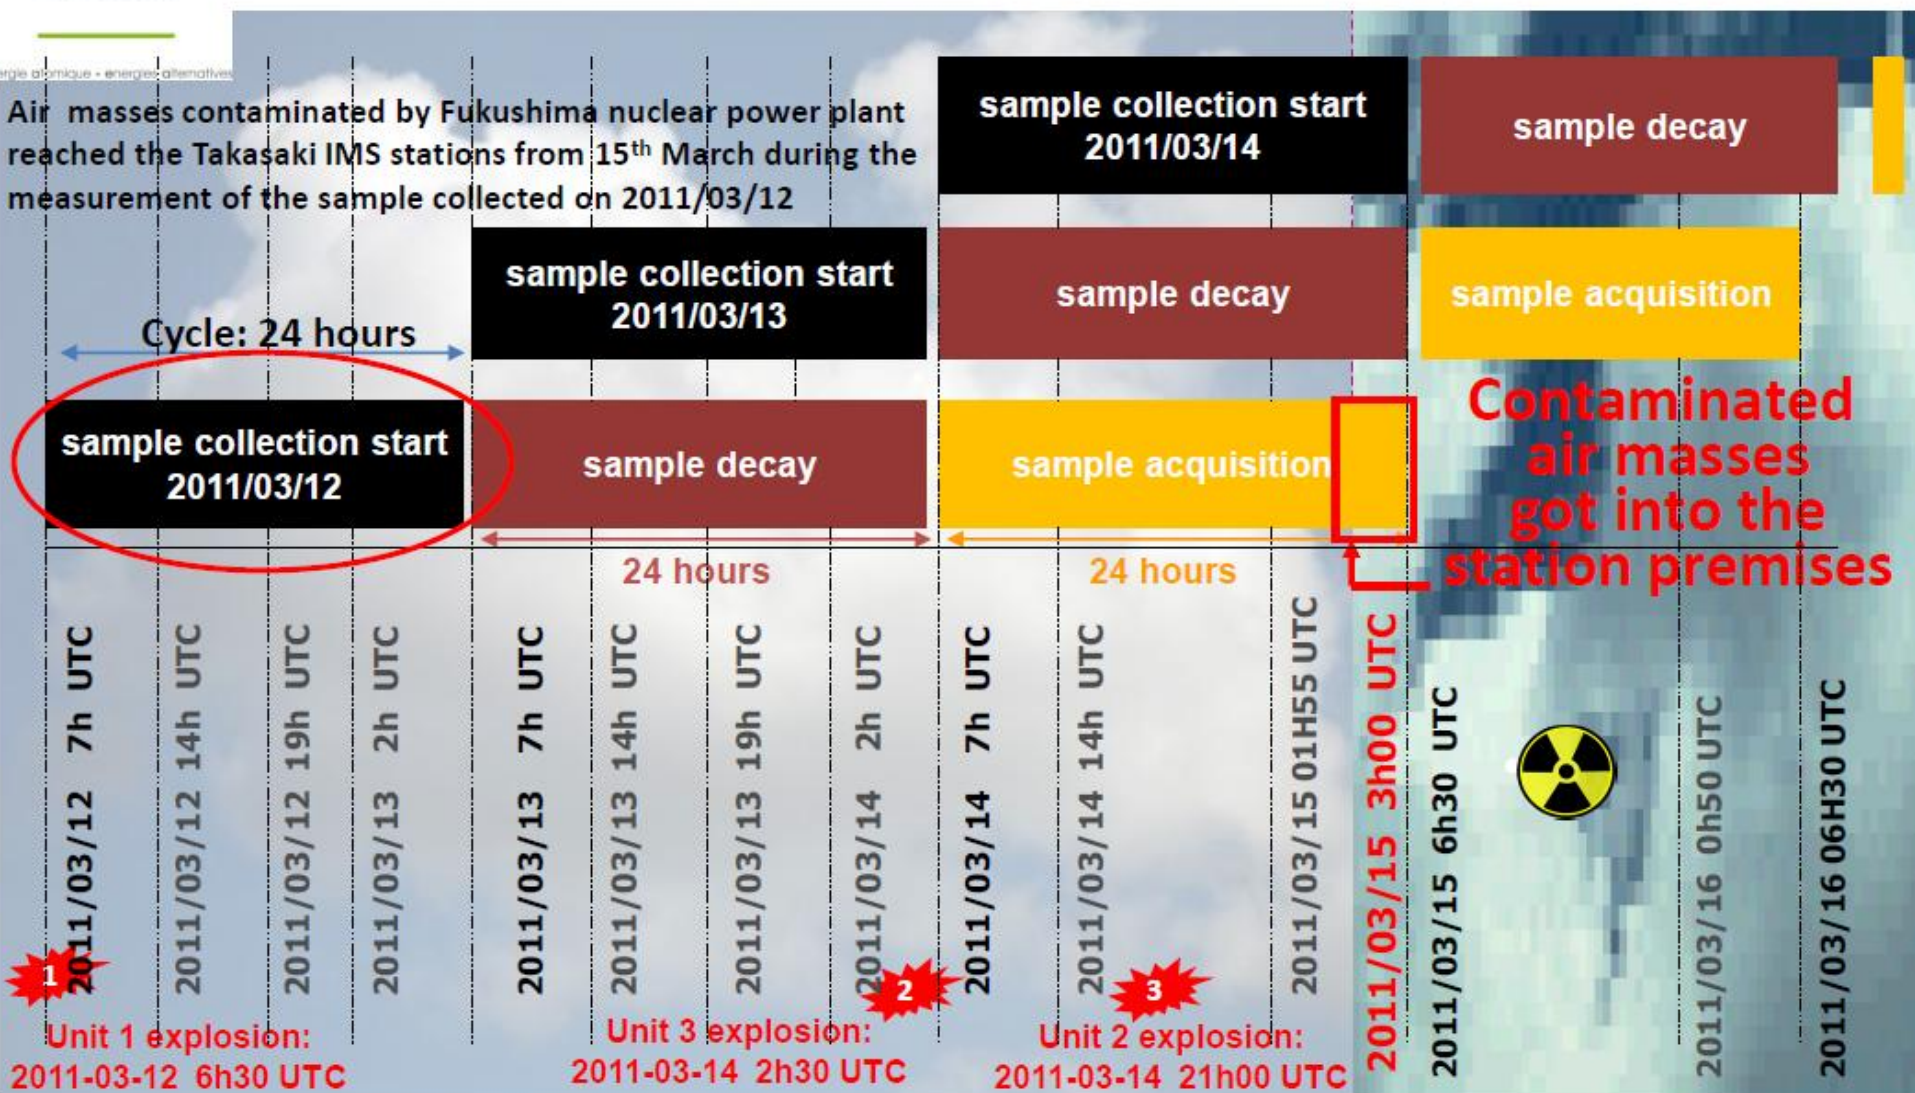 energie atomique • energies alternatives
Air masses contaminated by Fukushima nuclear power plant
reached the Takasaki IMS stations from 15th March during the
measurement of the sample collected on 2011/03/12
sample collection start
2011/03/14
sample decay
sample collection start
2011/03/13
sample decay
sample acquisition
Cycle: 24 hours
sample collection start
2011/03/12
sample decay
sample acquisition
Contaminated
air masses
got into the
station premises
24 hours
24 hours
2011/03/12 7h UTC
2011/03/12 14h UTC
2011/03/12 19h UTC
2011/03/13 2h UTC
2011/03/13 7h UTC
2011/03/13 14h UTC
2011/03/13 19h UTC
2011/03/14 2h UTC
2011/03/14 7h UTC
2011/03/14 14h UTC
2011/03/15 01H55 UTC
2011/03/15 3h00 UTC
2011/03/15 6h30 UTC
2011/03/16 0h50 UTC
2011/03/16 06H30 UTC
1
2
3
Unit 1 explosion:
2011-03-12 6h30 UTC
Unit 3 explosion:
2011-03-14 2h30 UTC
Unit 2 explosion:
2011-03-14 21h00 UTC